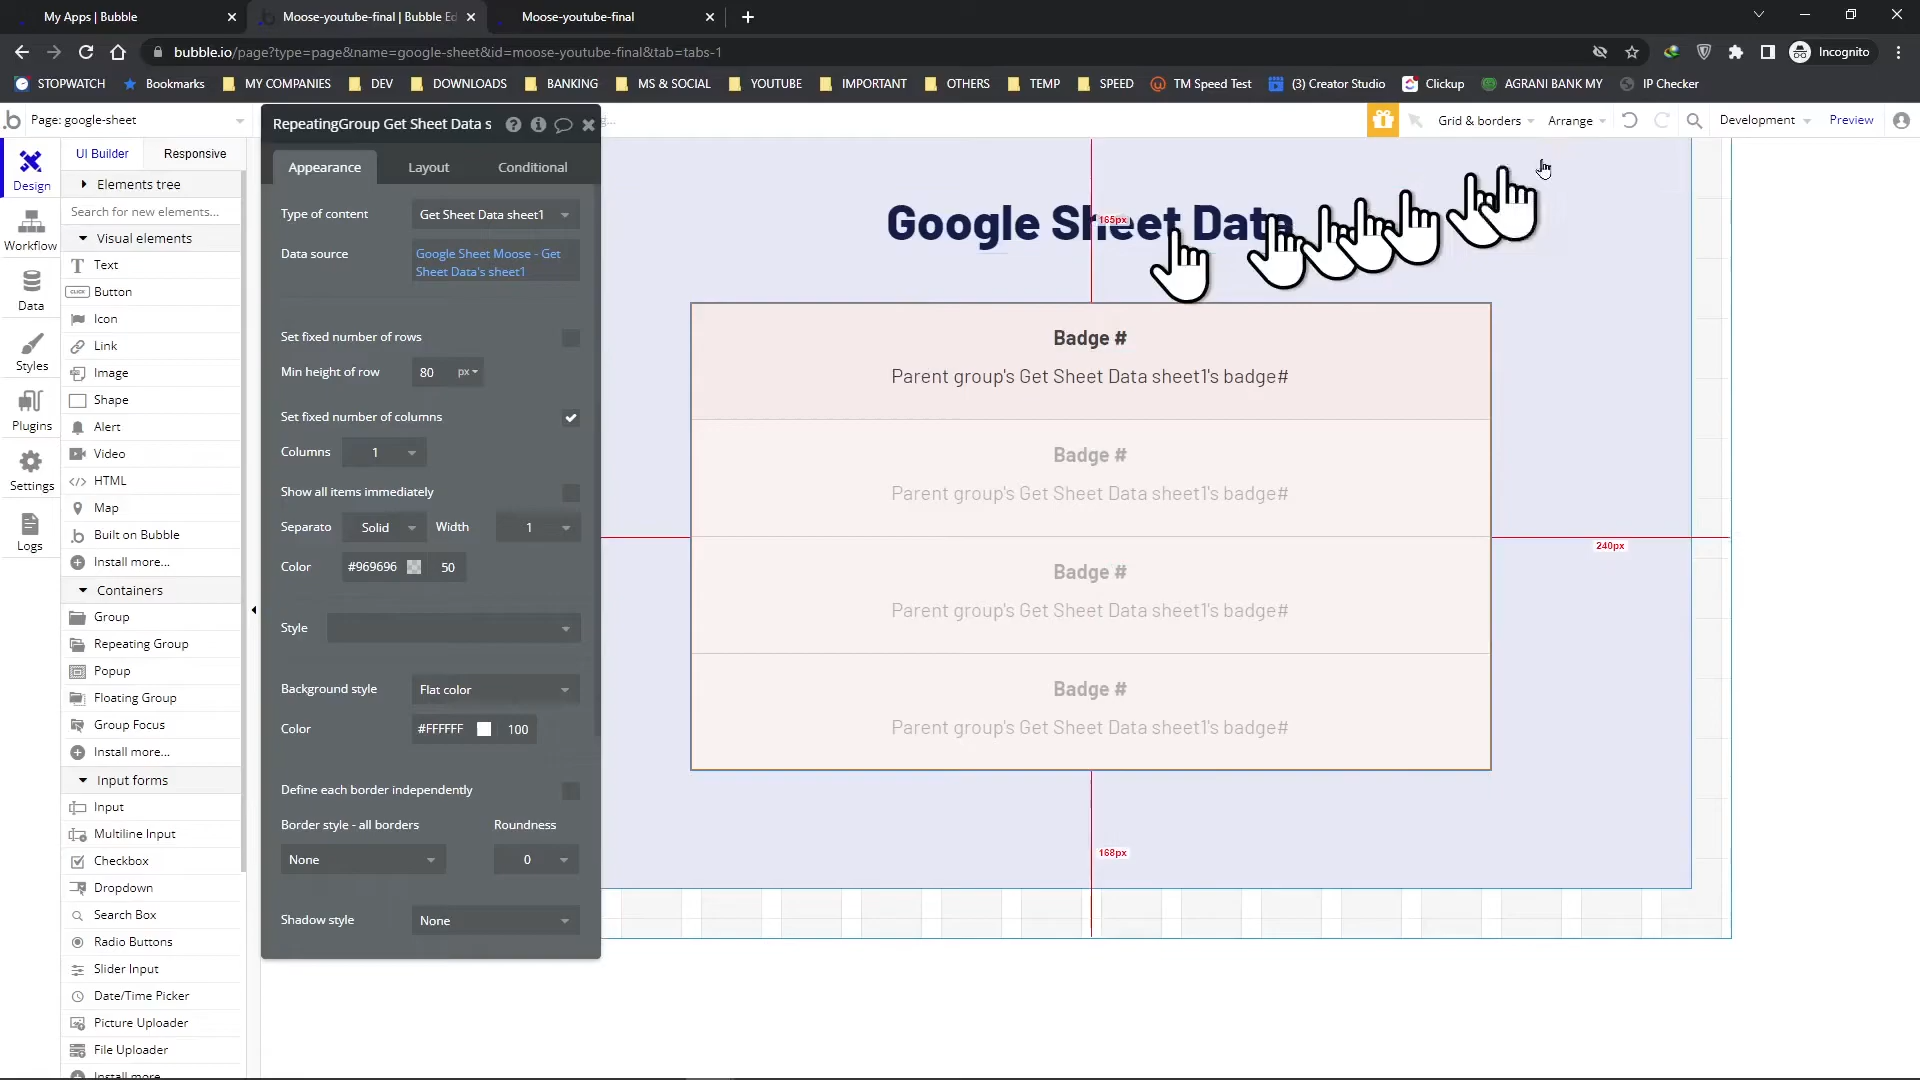 My Apps | Bubble
Moose-youtube-final | Bubble Ed
Moose-youtube-final
bubble.io/page?type=page&name=google-sheet&id=moose-youtube-final&tab=tabs-1
Incognito
STOPWATCH
Bookmarks
MY COMPANIES
DEV
DOWNLOADS
BANKING
MS & SOCIAL
YOUTUBE
IMPORTANT
OTHERS
TEMP
SPEED
TM Speed Test
(3) Creator Studio
Clickup
AGRANI BANK MY
IP Checker
Page: google-sheet
Grid & borders
Arrange
Development
Preview
Design
Workflow
Data
Styles
Plugins
Settings
Logs
UI Builder
Responsive
Elements tree
Search for new elements...
Visual elements
Text
Button
Icon
Link
Image
Shape
Alert
Video
HTML
Map
Built on Bubble
Install more...
Containers
Group
Repeating Group
Popup
Floating Group
Group Focus
Install more...
Input forms
Input
Multiline Input
Checkbox
Dropdown
Search Box
Radio Buttons
Slider Input
Date/Time Picker
Picture Uploader
File Uploader
Install more
RepeatingGroup Get Sheet Data s
Appearance
Layout
Conditional
Type of content
Get Sheet Data sheet1
Data source
Google Sheet Moose - Get
Sheet Data's sheet1
Set fixed number of rows
Min height of row
80
px
Set fixed number of columns
Columns
1
Show all items immediately
Separato
Solid
Width
1
Color
#969696
50
Style
Background style
Flat color
Color
#FFFFFF
100
Define each border independently
Border style - all borders
Roundness
None
0
Shadow style
None
Google Sheet Data
165px
Badge #
Parent group's Get Sheet Data sheet1's badge#
Badge #
Parent group's Get Sheet Data sheet1's badge#
240px
Badge #
Parent group's Get Sheet Data sheet1's badge#
Badge #
Parent group's Get Sheet Data sheet1's badge#
168px